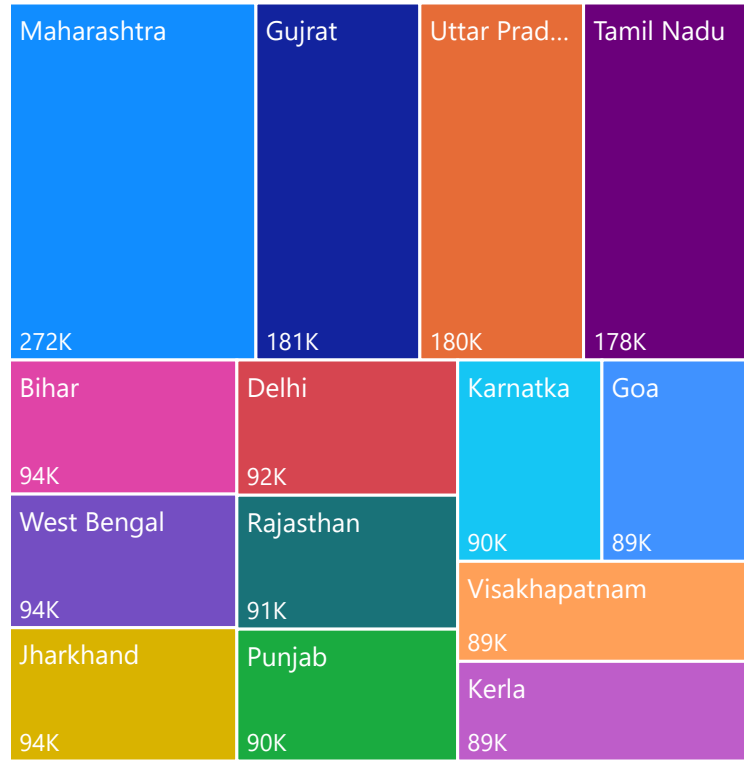 Maharashtra
272K
Gujrat
181K
Uttar Prad...
180K
Tamil Nadu
178K
Bihar
94K
West Bengal
94K
Jharkhand
94K
Delhi
92K
Rajasthan
91K
Punjab
90K
Karnatka
90K
Goa
89K
Visakhapatnam
89K
Kerla
89K